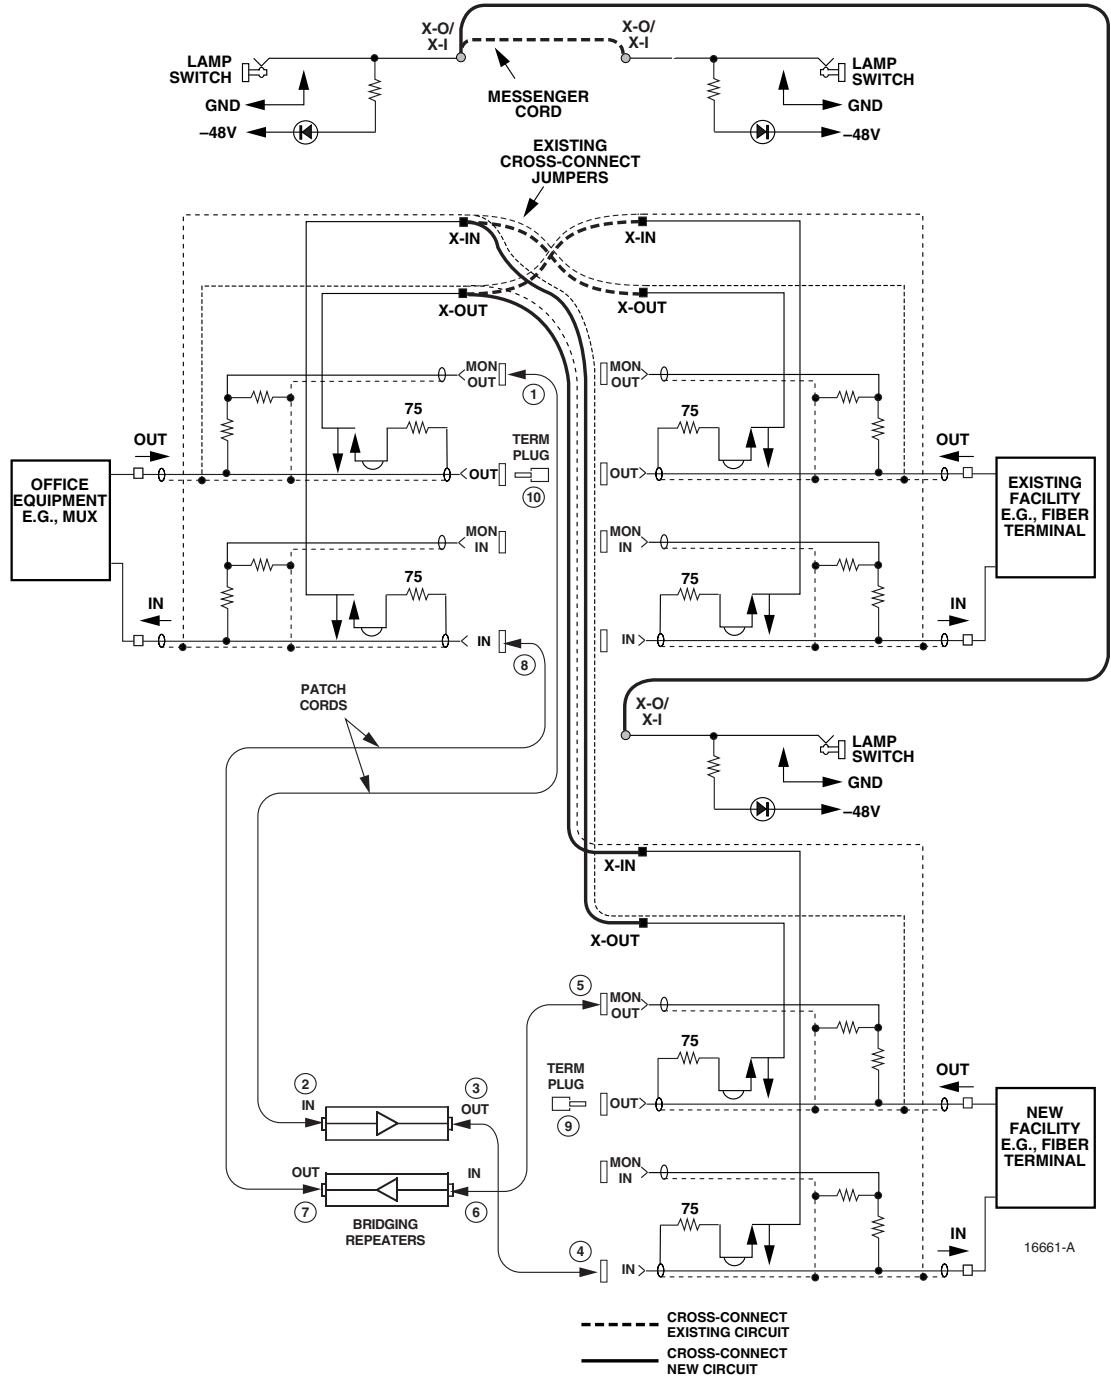 X-O/
X-I
X-O/
X-I
LAMP
SWITCH
GND
–48V
MESSENGER
CORD
LAMP
SWITCH
GND
–48V
EXISTING
CROSS-CONNECT
JUMPERS
X-IN
X-IN
X-OUT
X-OUT
MON
OUT
1
MON
OUT
75
75
OUT
TERM
PLUG
OUT
OUT
10
OUT
OFFICE
EQUIPMENT
E.G., MUX
EXISTING
FACILITY
E.G., FIBER
TERMINAL
MON
IN
MON
IN
75
75
IN
IN
IN
8
IN
PATCH
CORDS
X-O/
X-I
LAMP
SWITCH
GND
–48V
X-IN
X-OUT
5
MON
OUT
75
TERM
PLUG
9
OUT
OUT
2
IN
3
OUT
NEW
FACILITY
E.G., FIBER
TERMINAL
MON
IN
OUT
7
IN
6
BRIDGING
REPEATERS
75
4
IN
IN
16661-A
CROSS-CONNECT
EXISTING CIRCUIT
CROSS-CONNECT
NEW CIRCUIT